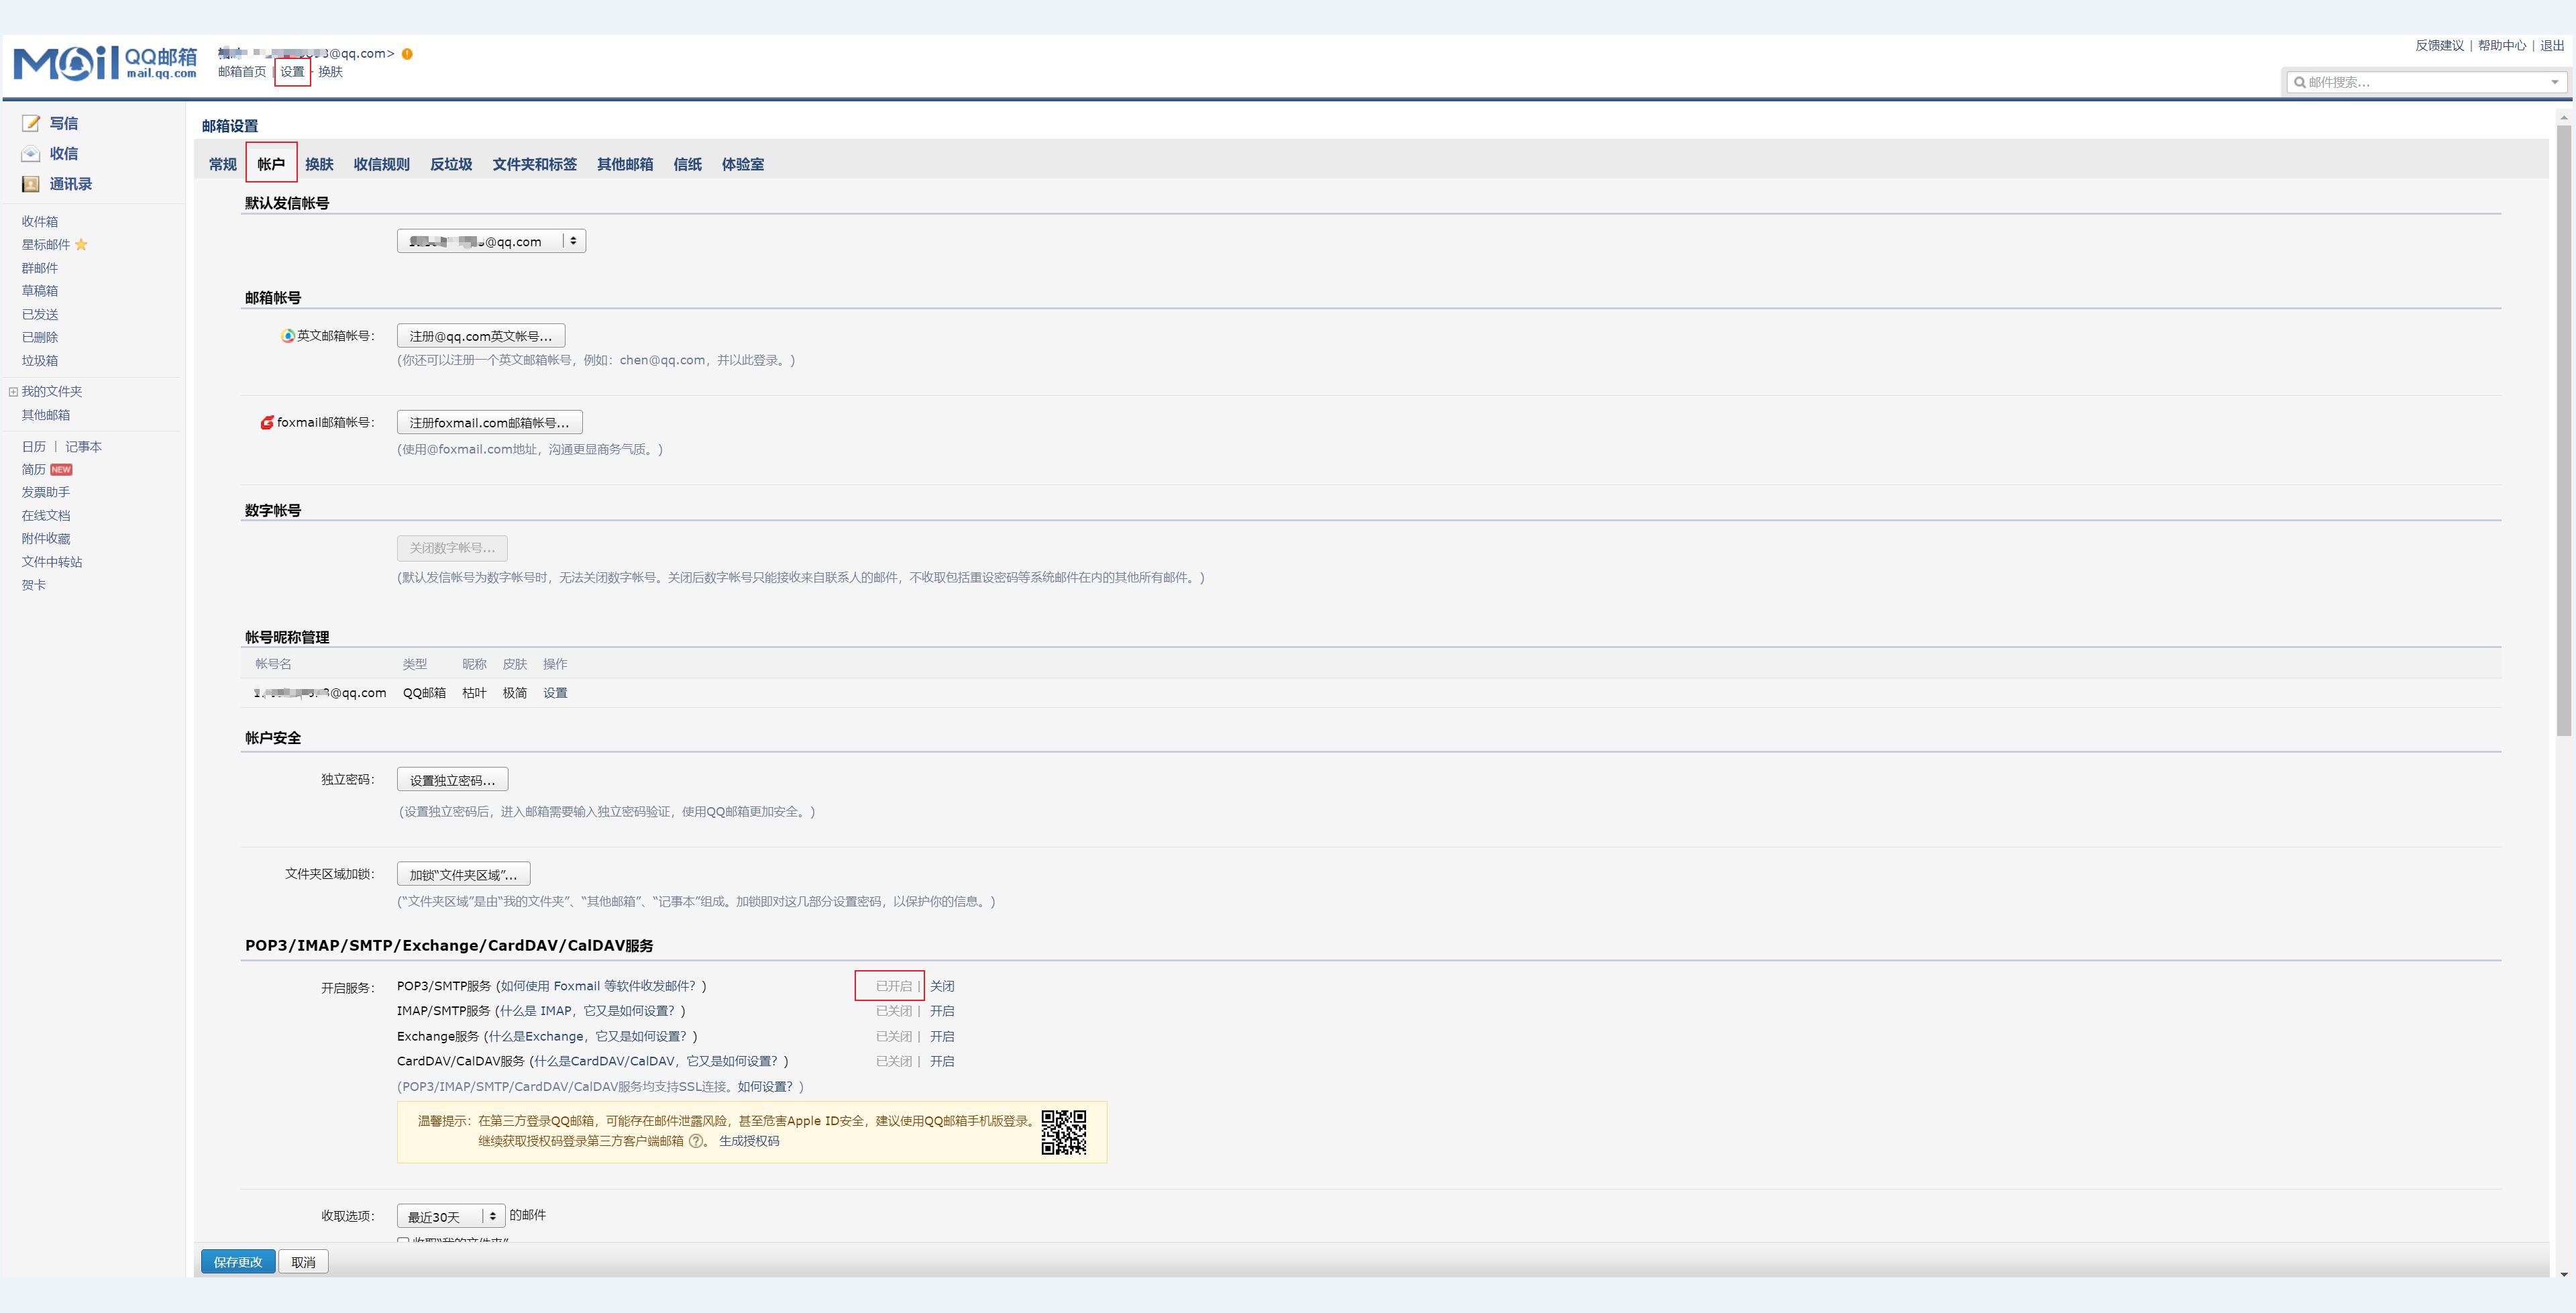 Mail QQ邮箱
mail.qq.com
@qq.com>
邮箱首页 | 设置 - 换肤
反馈建议 | 帮助中心 | 退出
邮件搜索...
写信
收信
通讯录
收件箱
星标邮件
群邮件
草稿箱
已发送
已删除
垃圾箱
我的文件夹
其他邮箱
日历 | 记事本
简历 NEW
发票助手
在线文档
附件收藏
文件中转站
贺卡
邮箱设置
常规 帐户 换肤 收信规则 反垃圾 文件夹和标签 其他邮箱 信纸 体验室
默认发信帐号
@qq.com
邮箱帐号
英文邮箱帐号： 注册@qq.com英文帐号...
(你还可以注册一个英文邮箱帐号，例如：chen@qq.com，并以此登录。)
foxmail邮箱帐号： 注册foxmail.com邮箱帐号...
(使用@foxmail.com地址，沟通更显商务气质。)
数字帐号
关闭数字帐号...
(默认发信帐号为数字帐号时，无法关闭数字帐号。关闭后数字帐号只能接收来自联系人的邮件，不收取包括重设密码等系统邮件在内的其他所有邮件。)
帐号昵称管理
帐号名 类型 昵称 皮肤 操作
@qq.com QQ邮箱 枯叶 极简 设置
帐户安全
独立密码： 设置独立密码...
(设置独立密码后，进入邮箱需要输入独立密码验证，使用QQ邮箱更加安全。)
文件夹区域加锁： 加锁“文件夹区域”...
(“文件夹区域”是由“我的文件夹”、“其他邮箱”、“记事本”组成。加锁即对这几部分设置密码，以保护你的信息。)
POP3/IMAP/SMTP/Exchange/CardDAV/CalDAV服务
开启服务： POP3/SMTP服务 (如何使用 Foxmail 等软件收发邮件？) 已开启 | 关闭
IMAP/SMTP服务 (什么是 IMAP，它又是如何设置？) 已关闭 | 开启
Exchange服务 (什么是Exchange，它又是如何设置？) 已关闭 | 开启
CardDAV/CalDAV服务 (什么是CardDAV/CalDAV，它又是如何设置？) 已关闭 | 开启
(POP3/IMAP/SMTP/CardDAV/CalDAV服务均支持SSL连接。如何设置？)
温馨提示：在第三方登录QQ邮箱，可能存在邮件泄露风险，甚至危害Apple ID安全，建议使用QQ邮箱手机版登录。
继续获取授权码登录第三方客户端邮箱 ?。 生成授权码
收取选项： 最近30天 的邮件
收取“我的文件夹”
保存更改 取消